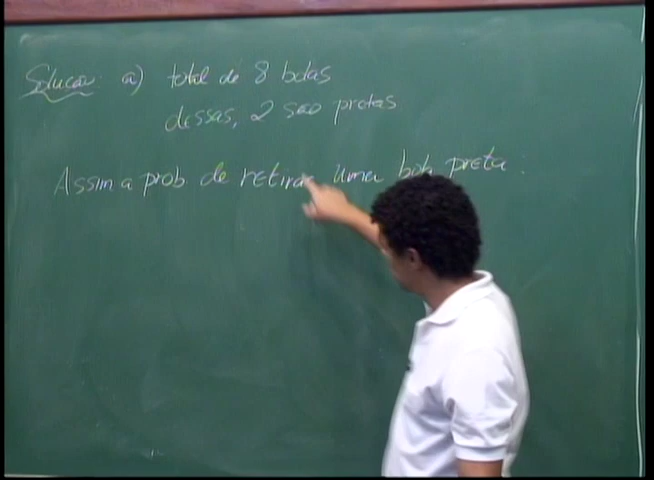 Solução: a) total de 8 bolas
dessas, 2 são pretas
Assim a prob. de retirar uma bola preta :